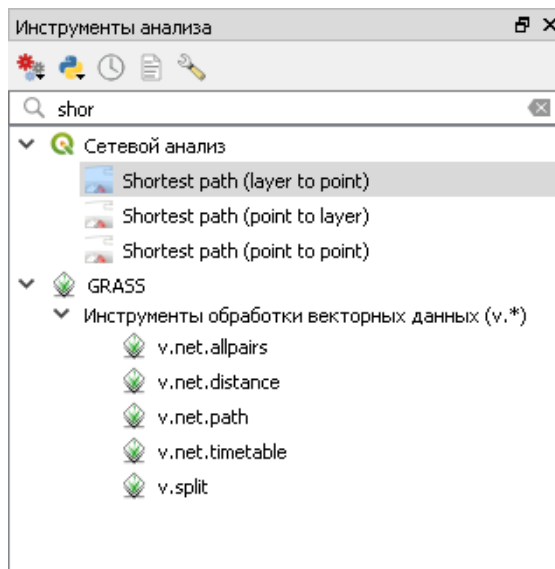 Инструменты анализа
shor
Сетевой анализ
Shortest path (layer to point)
Shortest path (point to layer)
Shortest path (point to point)
GRASS
Инструменты обработки векторных данных (v.*)
v.net.allpairs
v.net.distance
v.net.path
v.net.timetable
v.split